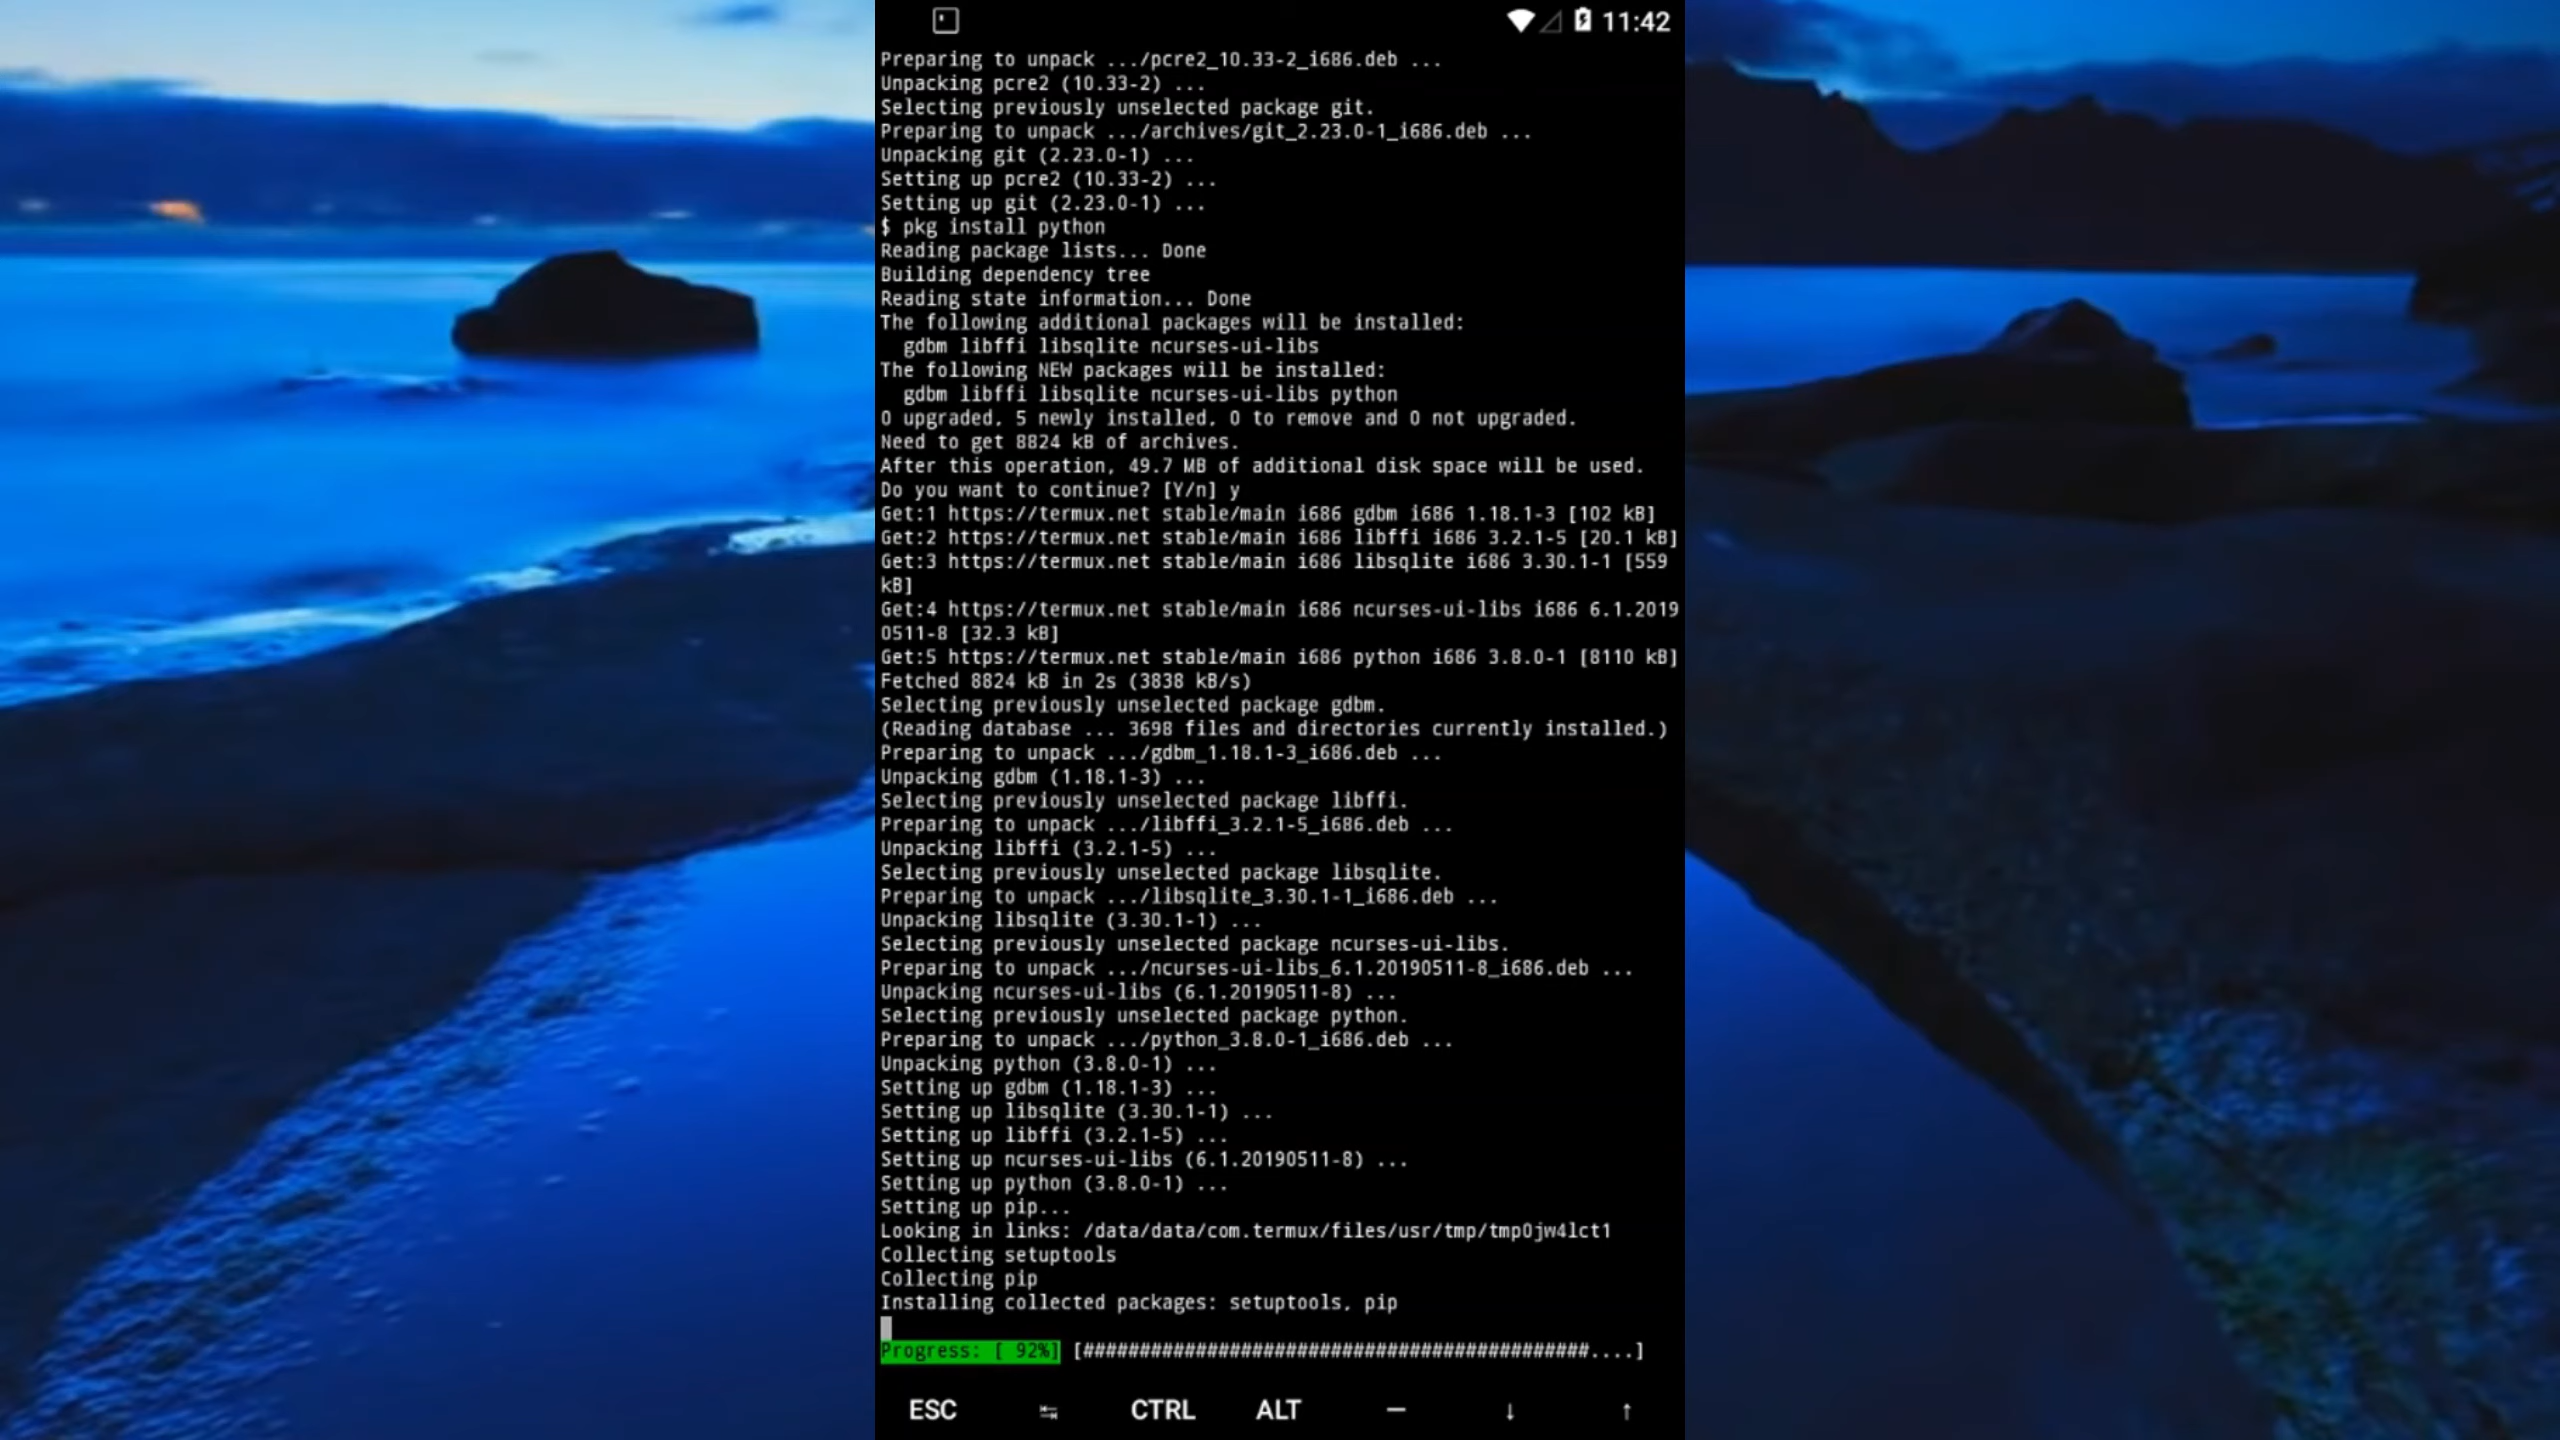 11:42
Preparing to unpack .../pcre2_10.33-2_i686.deb ...
Unpacking pcre2 (10.33-2) ...
Selecting previously unselected package git.
Preparing to unpack .../archives/git_2.23.0-1_i686.deb ...
Unpacking git (2.23.0-1) ...
Setting up pcre2 (10.33-2) ...
Setting up git (2.23.0-1) ...
$ pkg install python
Reading package lists... Done
Building dependency tree
Reading state information... Done
The following additional packages will be installed:
  gdbm libffi libsqlite ncurses-ui-libs
The following NEW packages will be installed:
  gdbm libffi libsqlite ncurses-ui-libs python
0 upgraded, 5 newly installed, 0 to remove and 0 not upgraded.
Need to get 8824 kB of archives.
After this operation, 49.7 MB of additional disk space will be used.
Do you want to continue? [Y/n] y
Get:1 https://termux.net stable/main i686 gdbm i686 1.18.1-3 [102 kB]
Get:2 https://termux.net stable/main i686 libffi i686 3.2.1-5 [20.1 kB]
Get:3 https://termux.net stable/main i686 libsqlite i686 3.30.1-1 [559
kB]
Get:4 https://termux.net stable/main i686 ncurses-ui-libs i686 6.1.2019
0511-8 [32.3 kB]
Get:5 https://termux.net stable/main i686 python i686 3.8.0-1 [8110 kB]
Fetched 8824 kB in 2s (3838 kB/s)
Selecting previously unselected package gdbm.
(Reading database ... 3698 files and directories currently installed.)
Preparing to unpack .../gdbm_1.18.1-3_i686.deb ...
Unpacking gdbm (1.18.1-3) ...
Selecting previously unselected package libffi.
Preparing to unpack .../libffi_3.2.1-5_i686.deb ...
Unpacking libffi (3.2.1-5) ...
Selecting previously unselected package libsqlite.
Preparing to unpack .../libsqlite_3.30.1-1_i686.deb ...
Unpacking libsqlite (3.30.1-1) ...
Selecting previously unselected package ncurses-ui-libs.
Preparing to unpack .../ncurses-ui-libs_6.1.20190511-8_i686.deb ...
Unpacking ncurses-ui-libs (6.1.20190511-8) ...
Selecting previously unselected package python.
Preparing to unpack .../python_3.8.0-1_i686.deb ...
Unpacking python (3.8.0-1) ...
Setting up gdbm (1.18.1-3) ...
Setting up libsqlite (3.30.1-1) ...
Setting up libffi (3.2.1-5) ...
Setting up ncurses-ui-libs (6.1.20190511-8) ...
Setting up python (3.8.0-1) ...
Setting up pip...
Looking in links: /data/data/com.termux/files/usr/tmp/tmp0jw4lct1
Collecting setuptools
Collecting pip
Installing collected packages: setuptools, pip
Progress: [ 92%] [#############################################....]
ESC ⇆ CTRL ALT — ↓ ↑